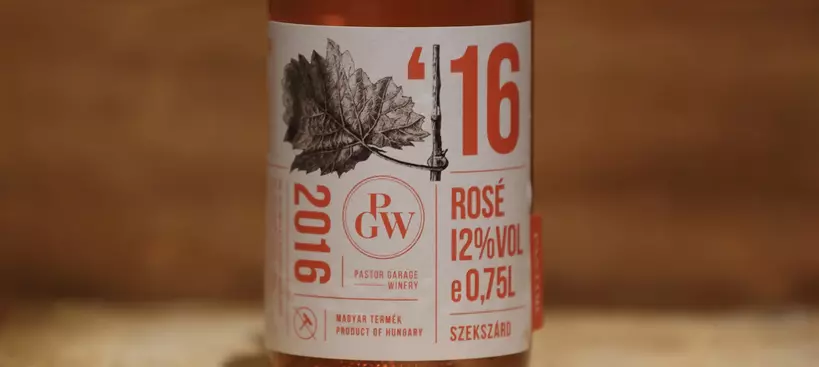 ‘16
2016
PGW
PASTOR GARAGE
WINERY
MAGYAR TERMÉK
PRODUCT OF HUNGARY
ROSÉ
12%VOL
e 0,75L
SZEKSZÁRD